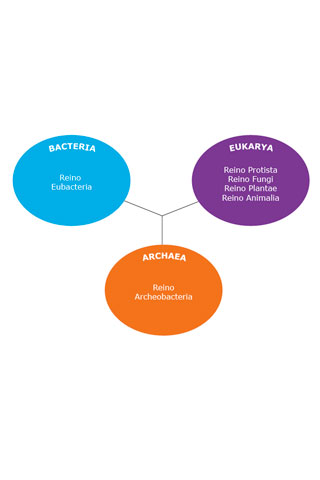 BACTERIA
Reino
Eubacteria
EUKARYA
Reino Protista
Reino Fungi
Reino Plantae
Reino Animalia
ARCHAEA
Reino
Archeobacteria